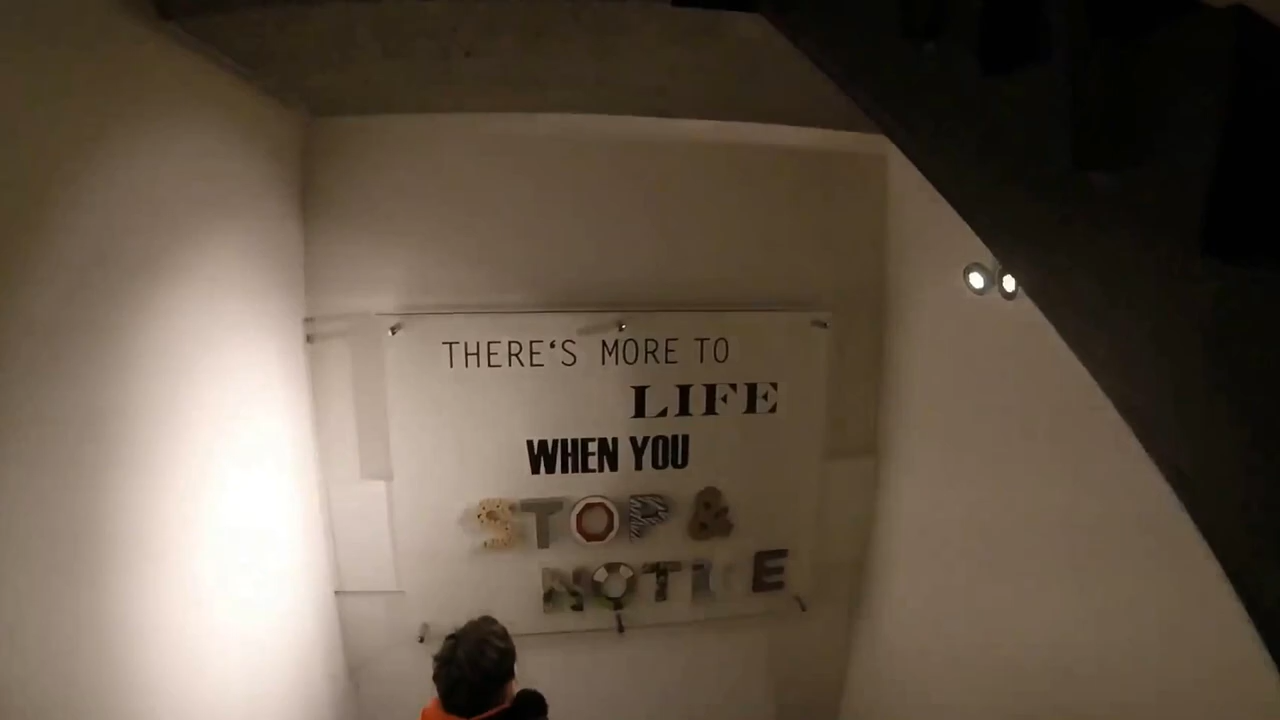 THERE‘S MORE TO
LIFE
WHEN YOU
STOP &
NOTICE